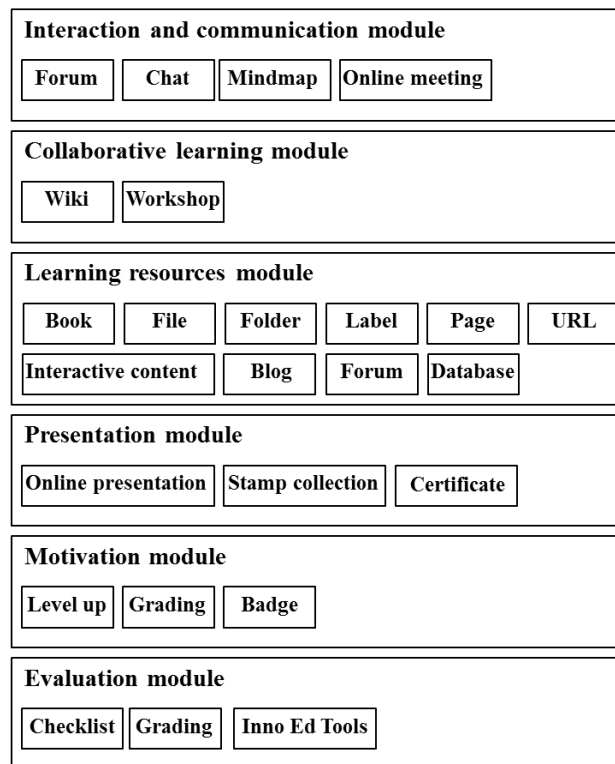 Interaction and communication module
Forum Chat Mindmap Online meeting
Collaborative learning module
Wiki Workshop
Learning resources module
Book File Folder Label Page URL
Interactive content Blog Forum Database
Presentation module
Online presentation Stamp collection Certificate
Motivation module
Level up Grading Badge
Evaluation module
Checklist Grading Inno Ed Tools